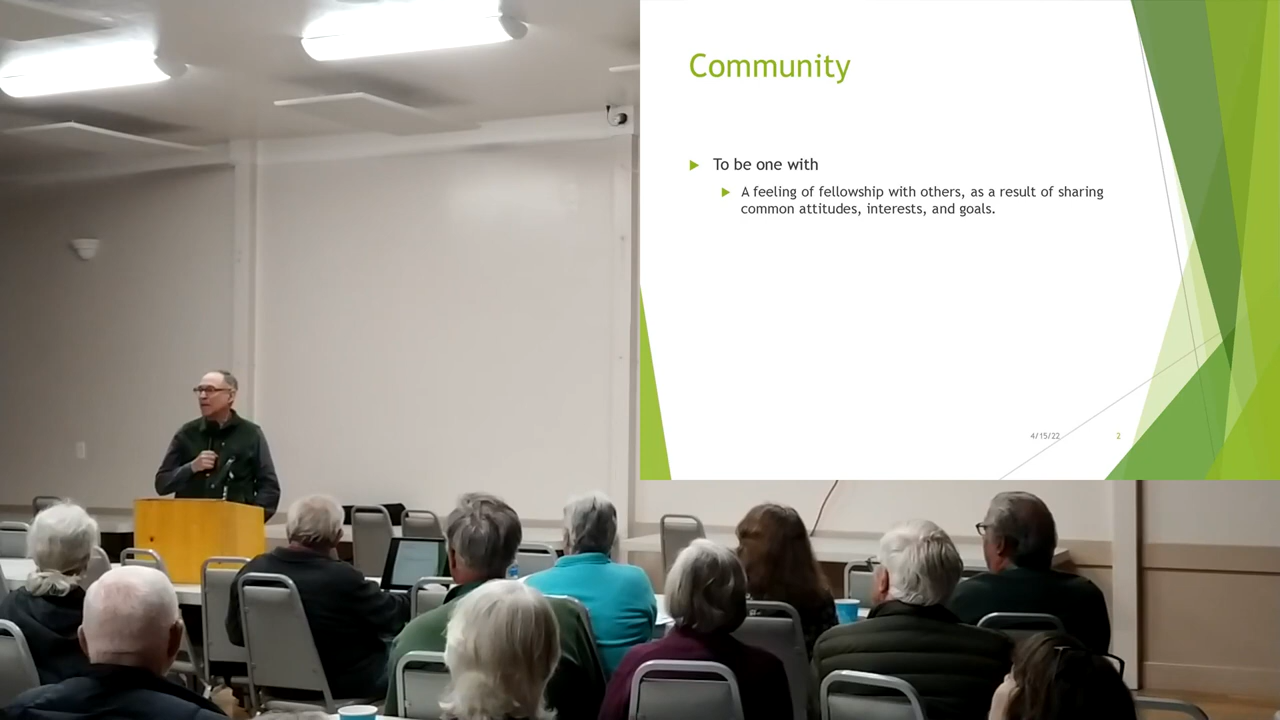 Community
To be one with
A feeling of fellowship with others, as a result of sharing
common attitudes, interests, and goals.
4/15/22
2